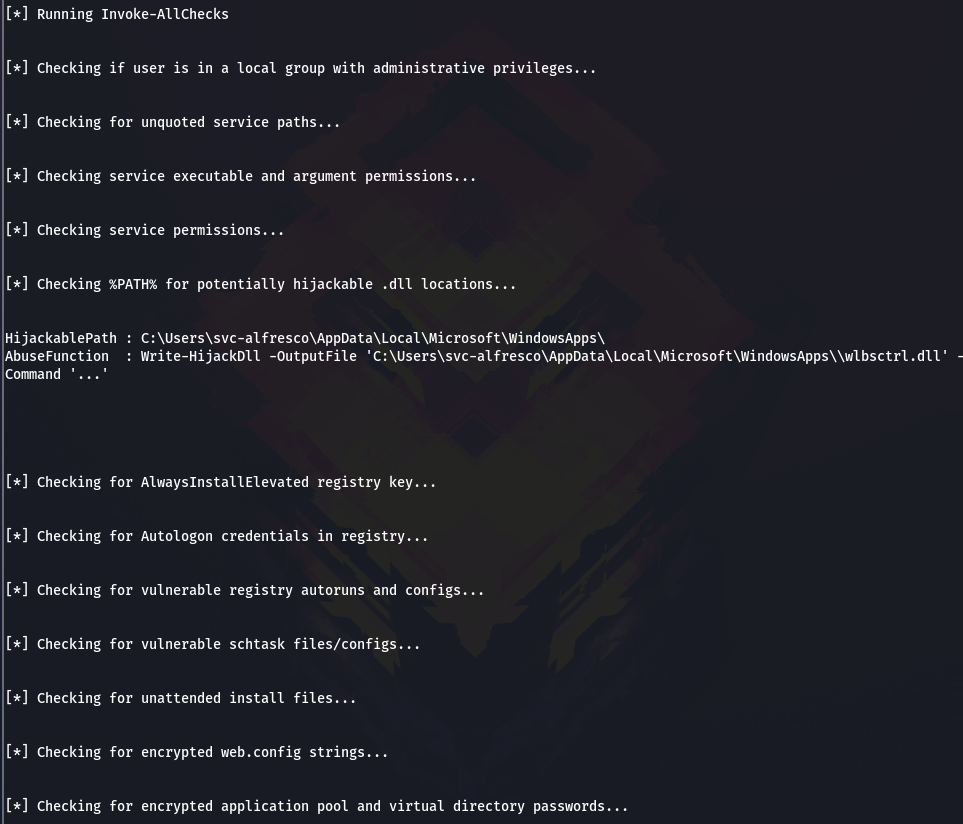 [*] Running Invoke-AllChecks
[*] Checking if user is in a local group with administrative privileges...
[*] Checking for unquoted service paths...
[*] Checking service executable and argument permissions...
[*] Checking service permissions...
[*] Checking %PATH% for potentially hijackable .dll locations...
HijackablePath : C:\Users\svc-alfresco\AppData\Local\Microsoft\WindowsApps\
AbuseFunction  : Write-HijackDll -OutputFile 'C:\Users\svc-alfresco\AppData\Local\Microsoft\WindowsApps\\wlbsctrl.dll' -
Command '...'
[*] Checking for AlwaysInstallElevated registry key...
[*] Checking for Autologon credentials in registry...
[*] Checking for vulnerable registry autoruns and configs...
[*] Checking for vulnerable schtask files/configs...
[*] Checking for unattended install files...
[*] Checking for encrypted web.config strings...
[*] Checking for encrypted application pool and virtual directory passwords...